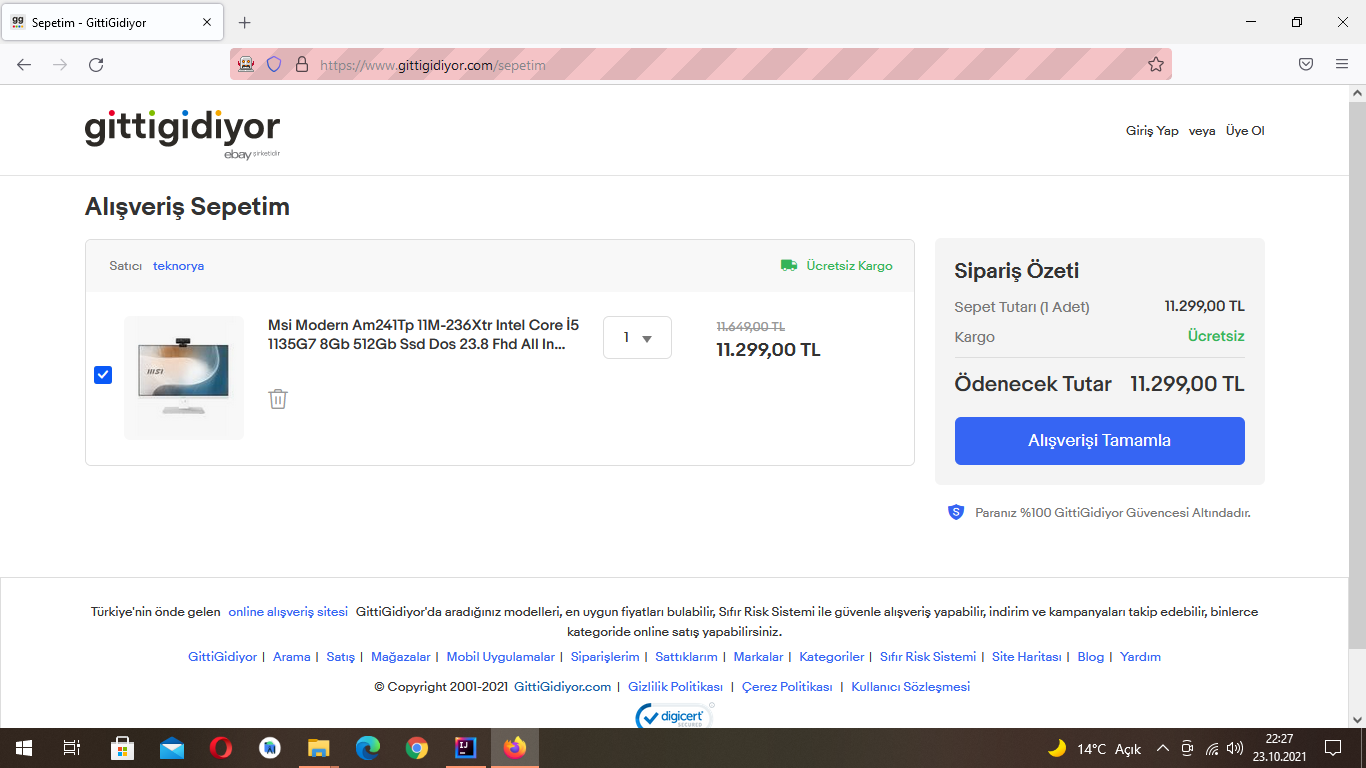 gg Sepetim - GittiGidiyor
https://www.gittigidiyor.com/sepetim
gittigidiyor
ebay şirketidir
Giriş Yap veya Üye Ol
Alışveriş Sepetim
Satıcı teknorya
Ücretsiz Kargo
Msi Modern Am241Tp 11M-236Xtr Intel Core İ5
1135G7 8Gb 512Gb Ssd Dos 23.8 Fhd All In...
1
11.649,00 TL
11.299,00 TL
msi
Sipariş Özeti
Sepet Tutarı (1 Adet) 11.299,00 TL
Kargo Ücretsiz
Ödenecek Tutar 11.299,00 TL
Alışverişi Tamamla
S Paranız %100 GittiGidiyor Güvencesi Altındadır.
Türkiye'nin önde gelen online alışveriş sitesi GittiGidiyor'da aradığınız modelleri, en uygun fiyatları bulabilir, Sıfır Risk Sistemi ile güvenle alışveriş yapabilir, indirim ve kampanyaları takip edebilir, binlerce
kategoride online satış yapabilirsiniz.
GittiGidiyor | Arama | Satış | Mağazalar | Mobil Uygulamalar | Siparişlerim | Sattıklarım | Markalar | Kategoriler | Sıfır Risk Sistemi | Site Haritası | Blog | Yardım
© Copyright 2001-2021 GittiGidiyor.com | Gizlilik Politikası | Çerez Politikası | Kullanıcı Sözleşmesi
digicert
SECURED
IJ
14°C Açık
22:27
23.10.2021